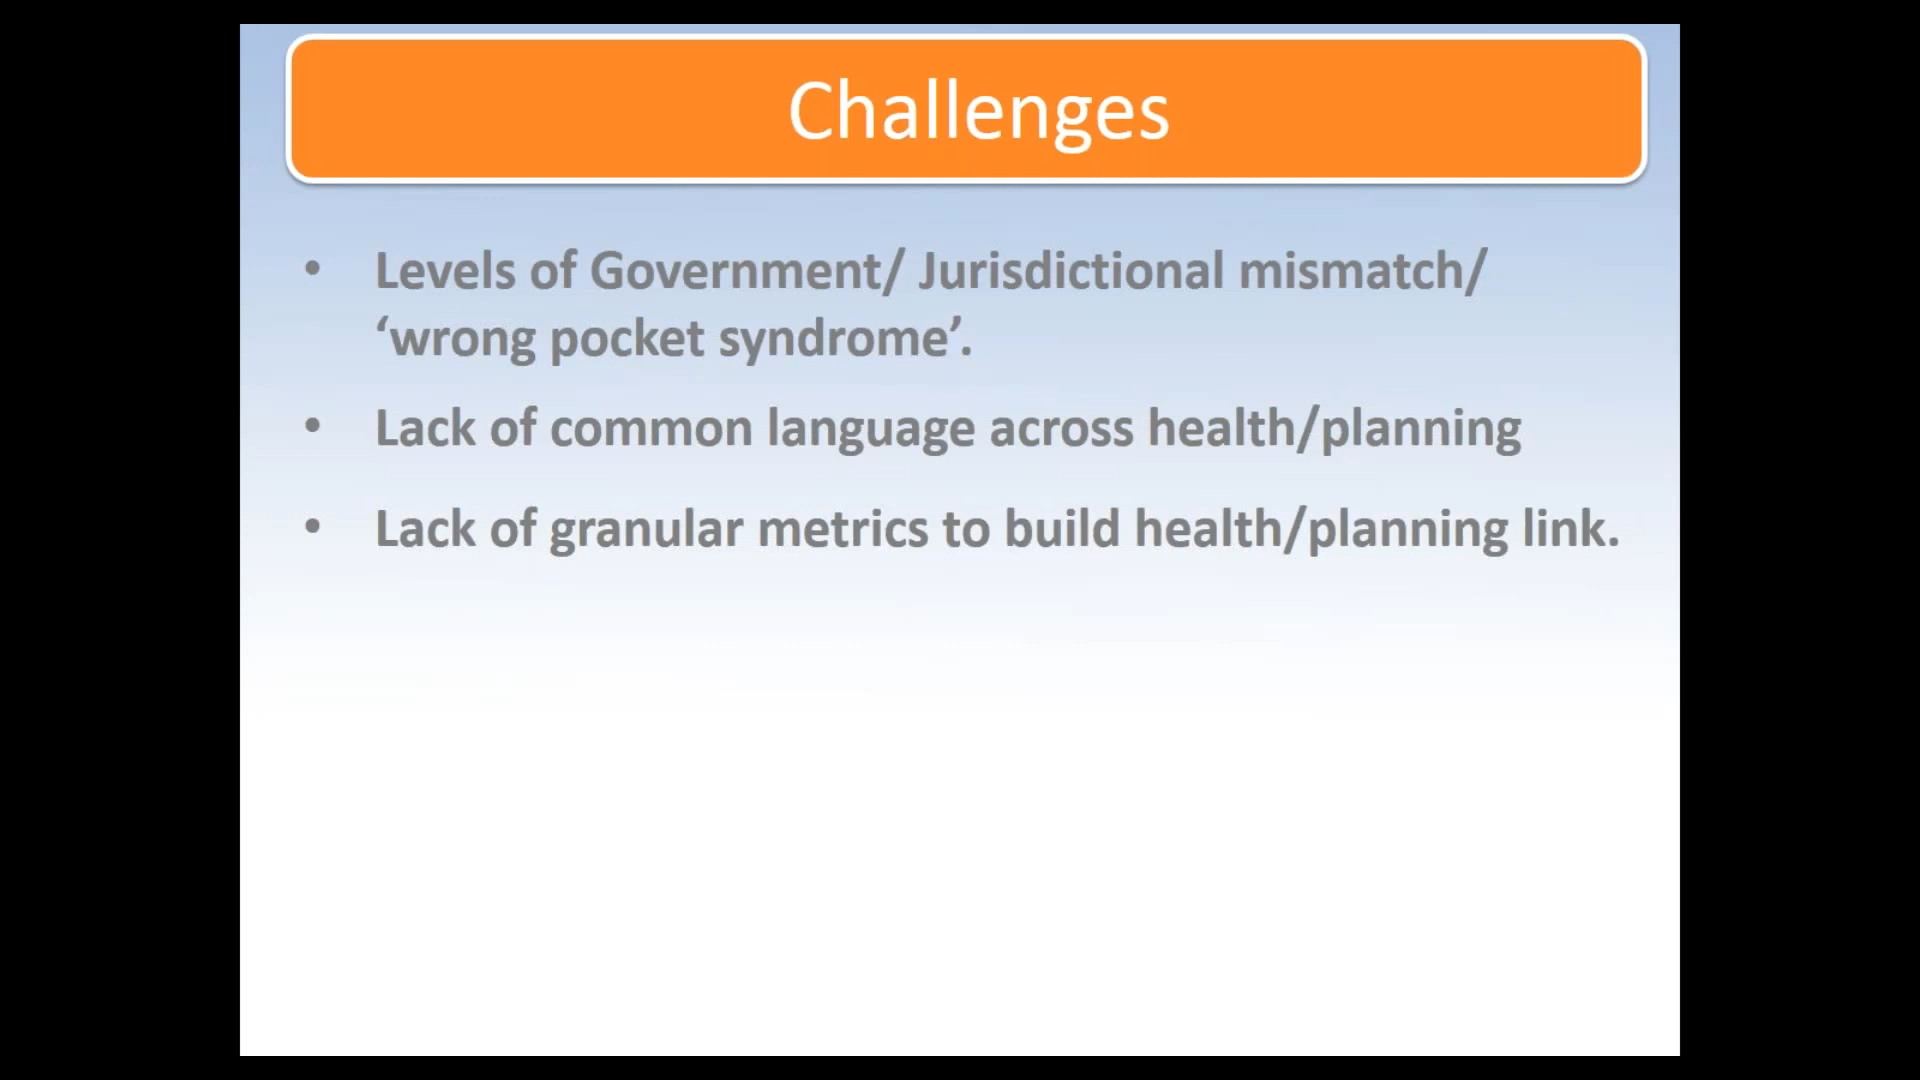 Challenges
• Levels of Government/ Jurisdictional mismatch/
‘wrong pocket syndrome’.
• Lack of common language across health/planning
• Lack of granular metrics to build health/planning link.